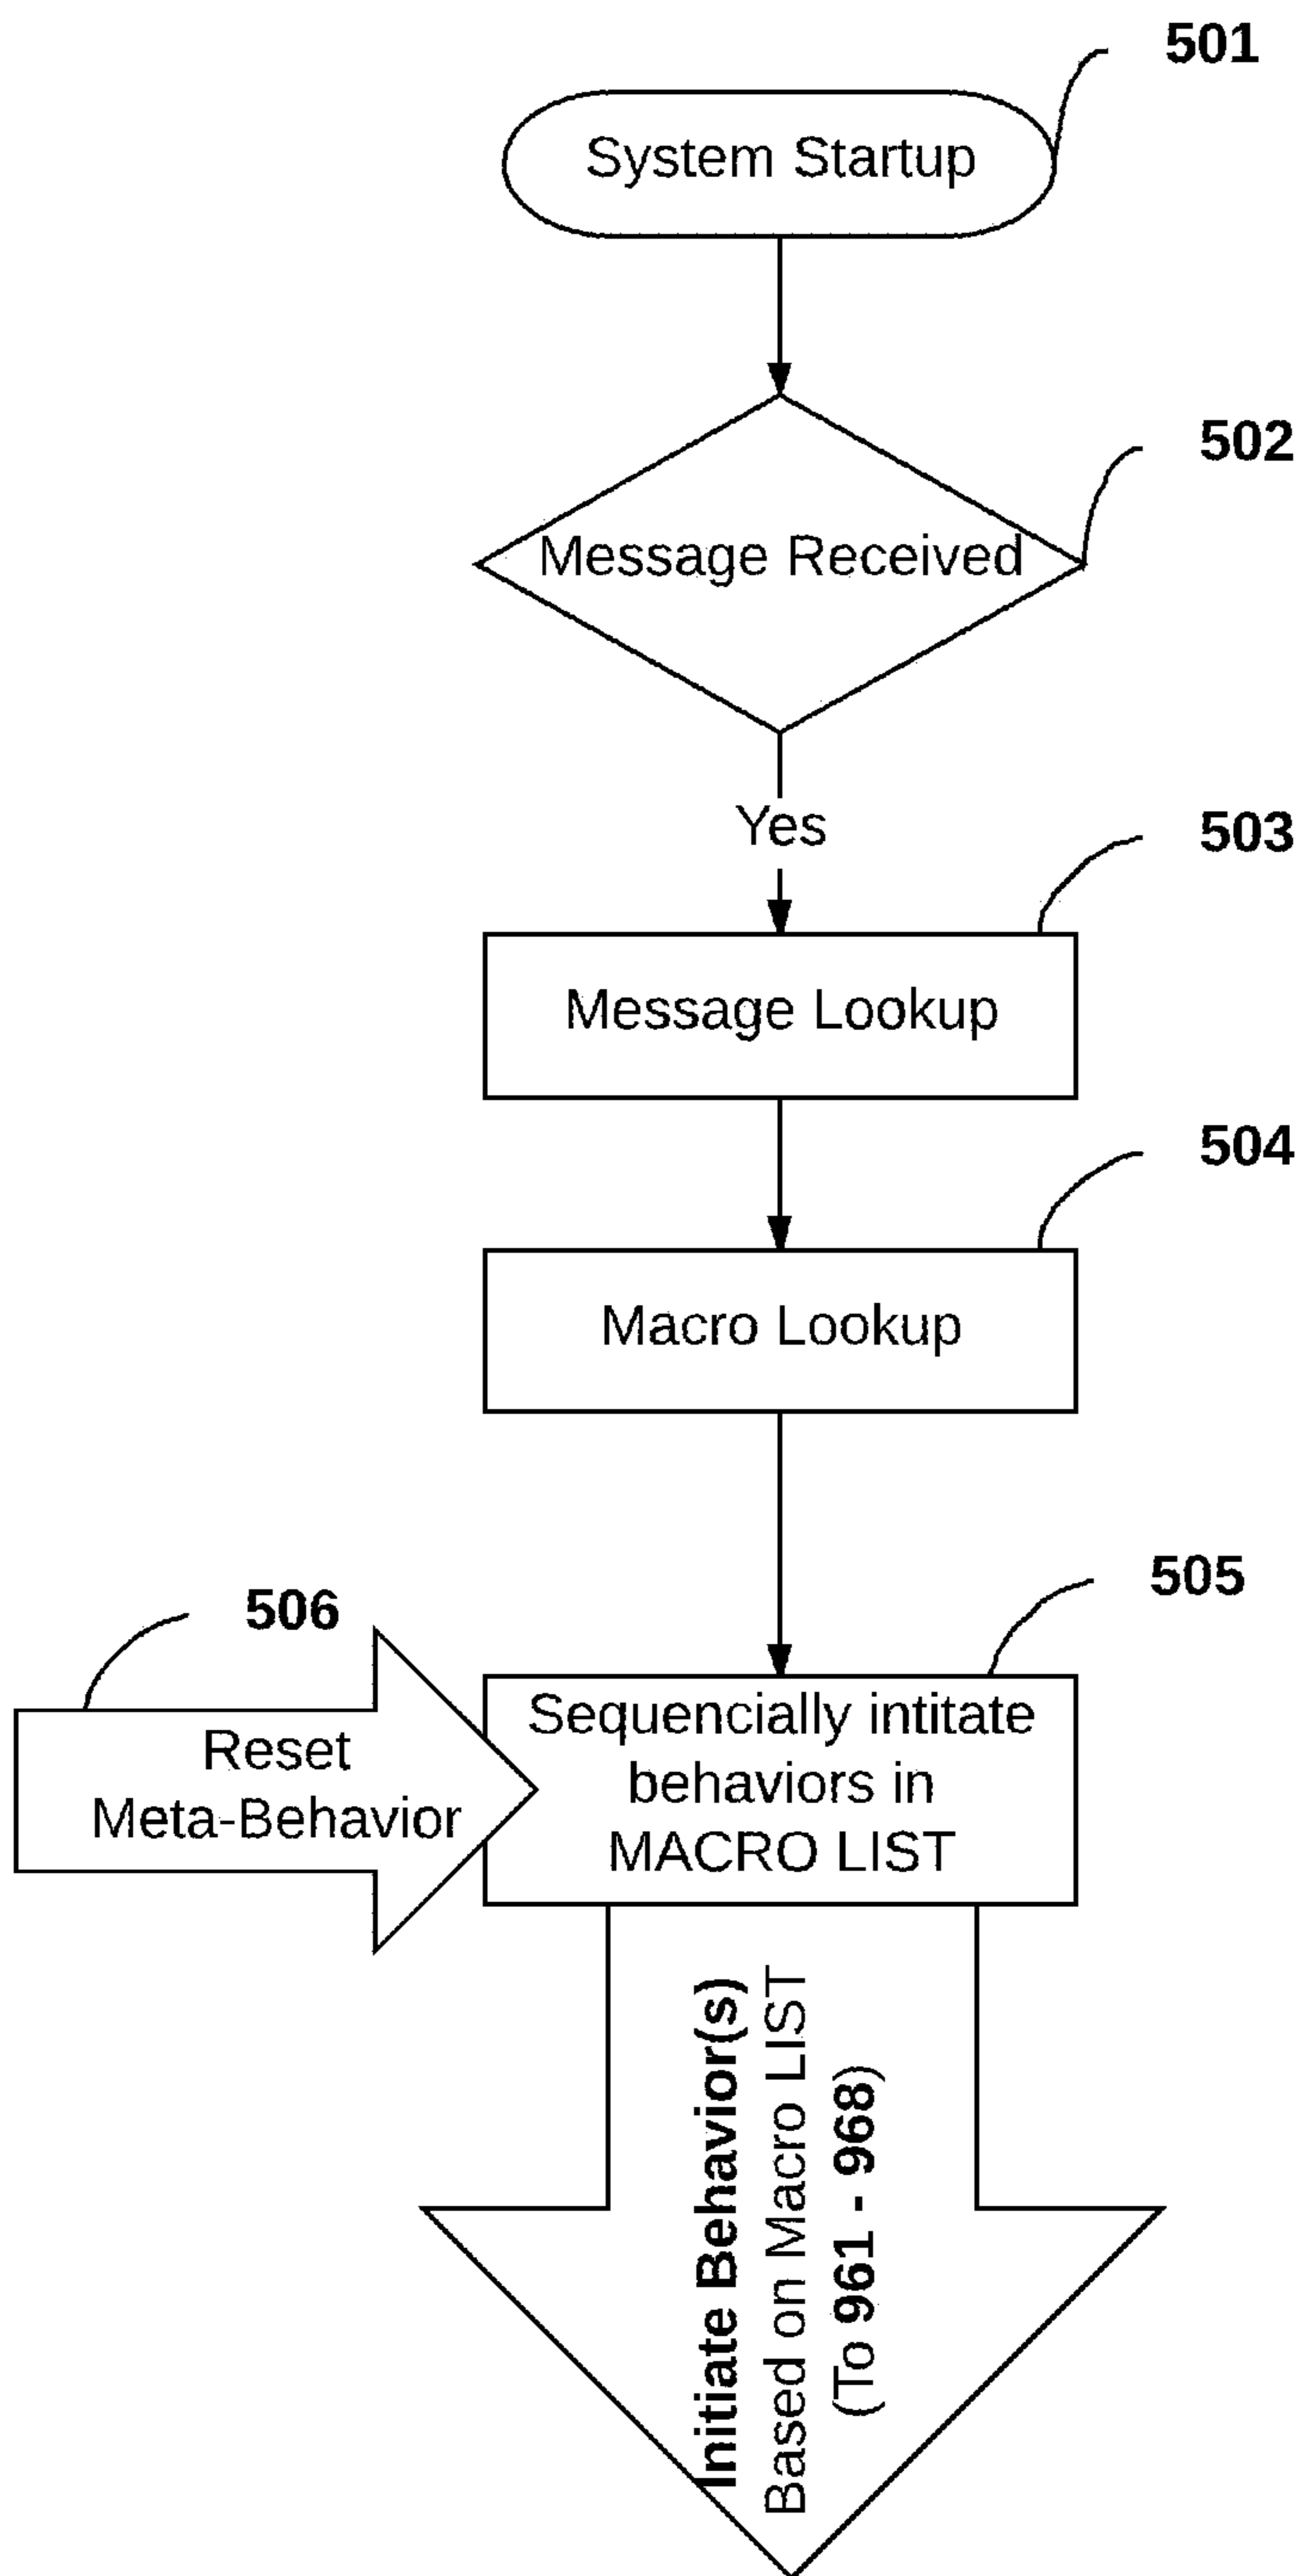 501
System Startup
502
Message Received
Yes
503
Message Lookup
504
Macro Lookup
505
506
Sequencially intitate
behaviors in
MACRO LIST
Reset
Meta-Behavior
Initiate Behavior(s)
Based on Macro LIST
(To 961 - 968)